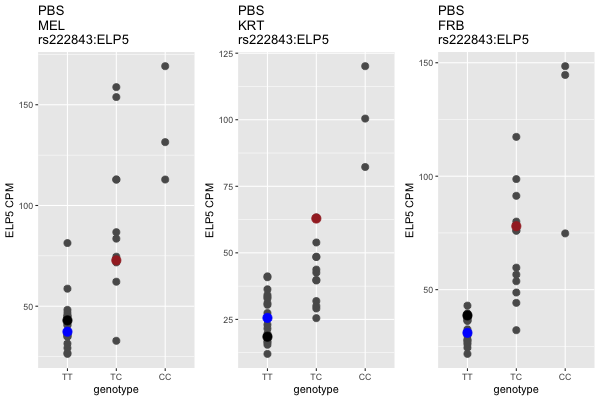 PBS
MEL
rs222843:ELP5
ELP5 CPM
150
100
50
TT
TC
CC
genotype
PBS
KRT
rs222843:ELP5
ELP5 CPM
125
100
75
50
25
TT
TC
CC
genotype
PBS
FRB
rs222843:ELP5
ELP5 CPM
150
100
50
TT
TC
CC
genotype